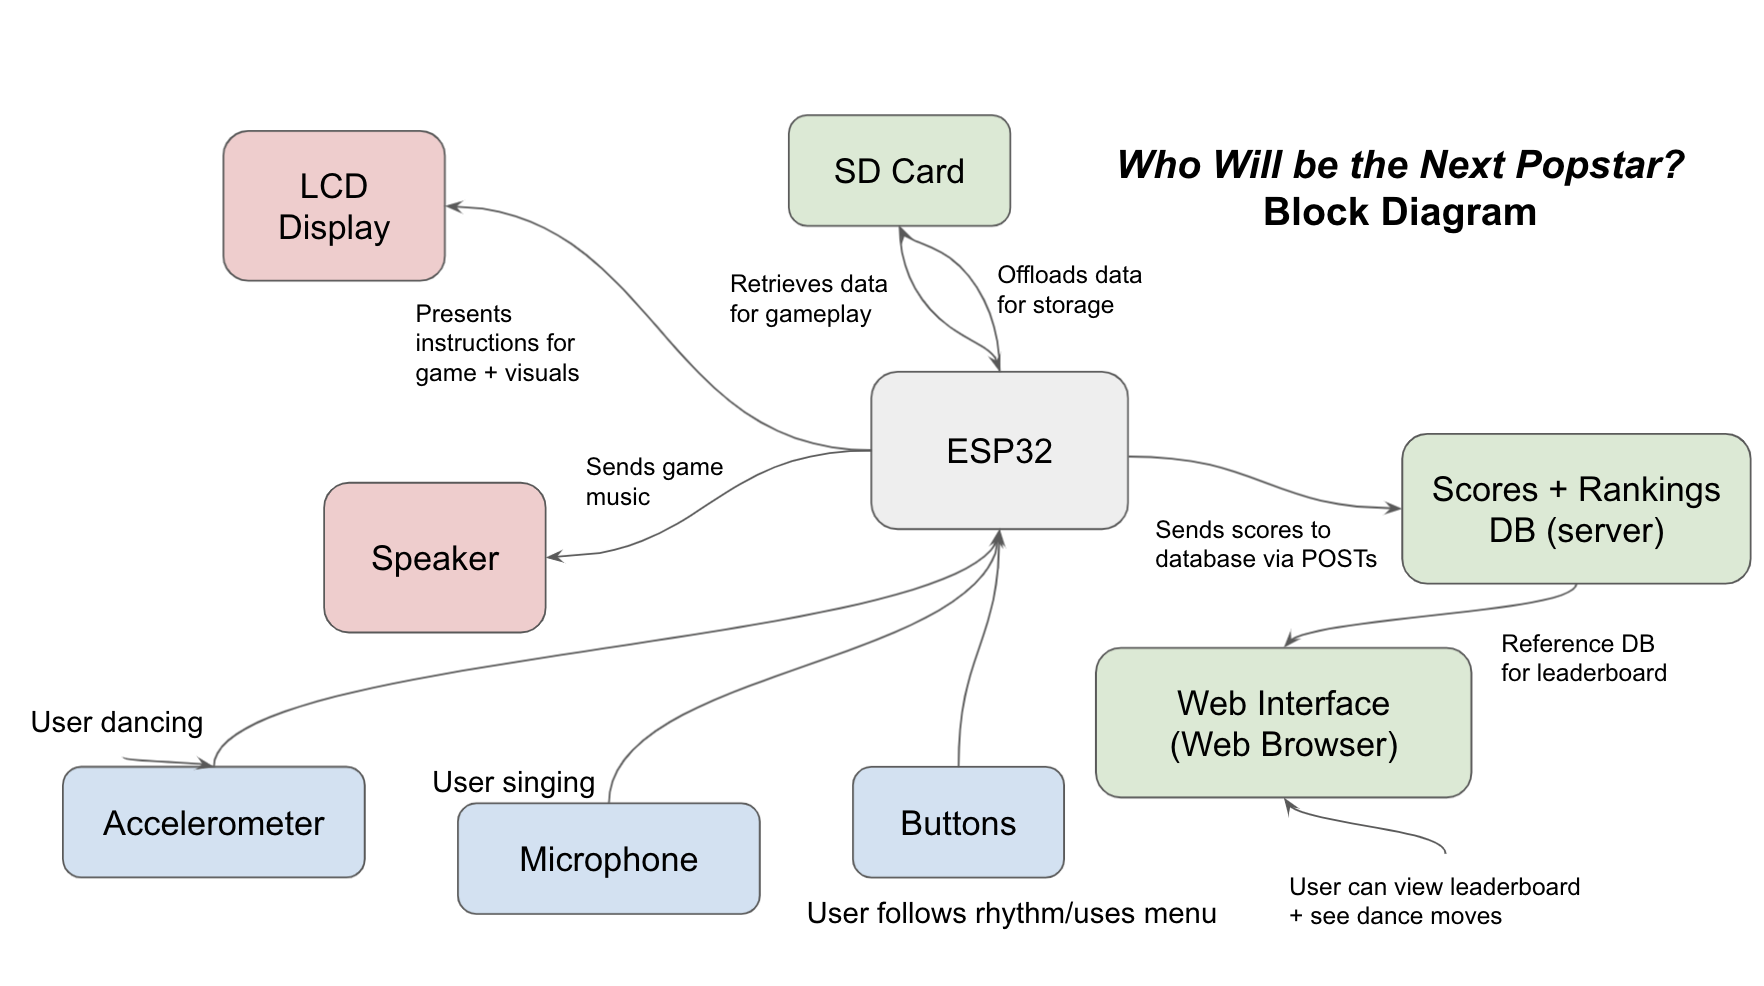 Who Will be the Next Popstar?
Block Diagram
LCD
Display
SD Card
Retrieves data
for gameplay
Offloads data
for storage
Presents
instructions for
game + visuals
ESP32
Sends game
music
Speaker
Scores + Rankings
DB (server)
Sends scores to
database via POSTs
Reference DB
for leaderboard
Web Interface
(Web Browser)
User dancing
Accelerometer
User singing
Microphone
Buttons
User follows rhythm/uses menu
User can view leaderboard
+ see dance moves